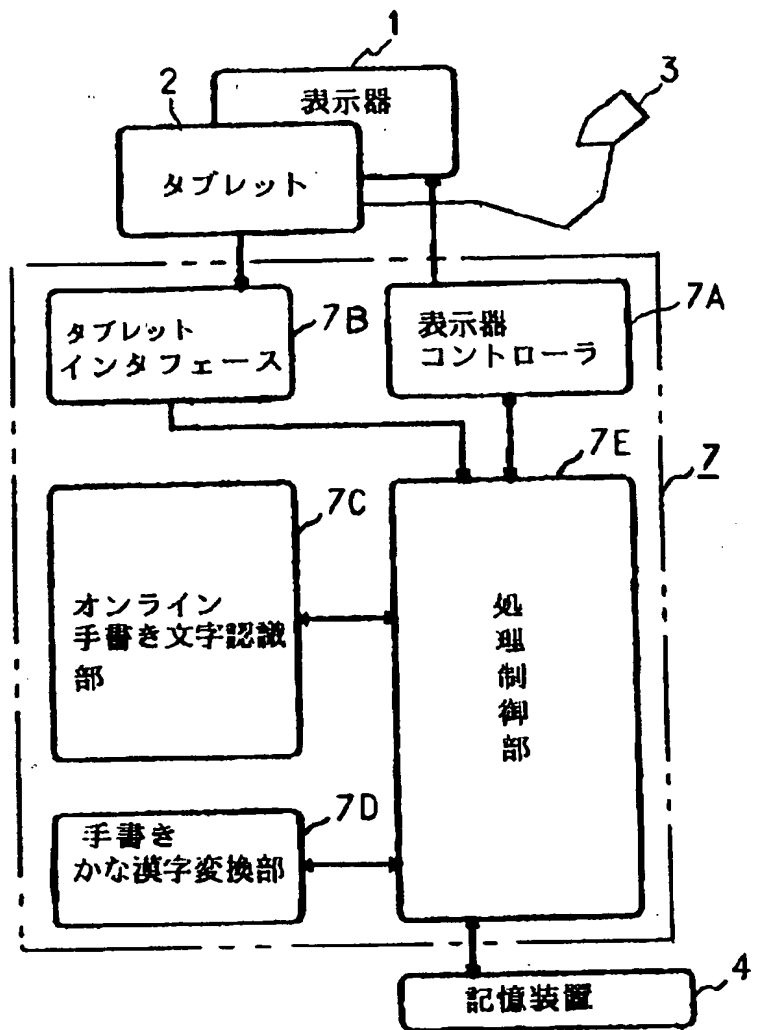 1
表示器
2
タブレット
3
7A
表示器
コントローラ
7B
タブレット
インタフェース
7
7E
処理制御部
7C
オンライン
手書き文字認識
部
7D
手書き
かな漢字変換部
4
記憶装置